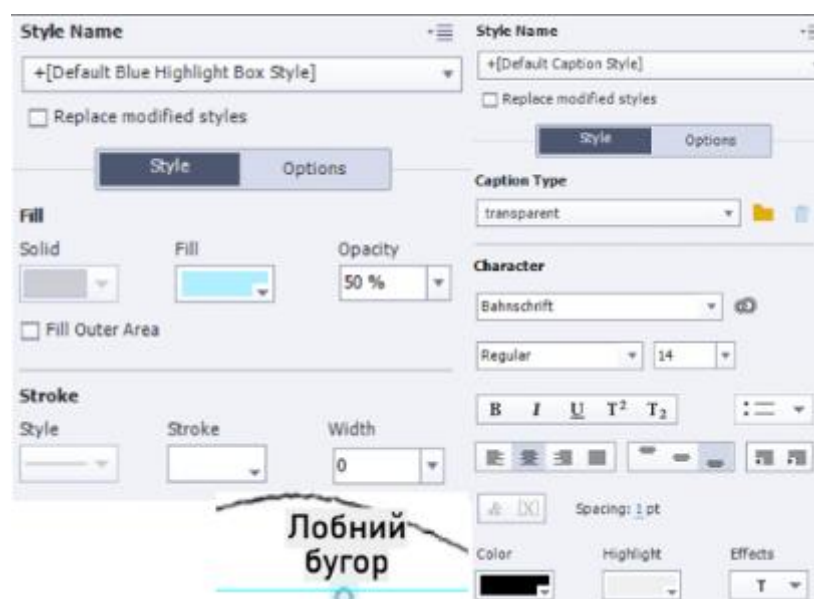 Style Name
+[Default Blue Highlight Box Style]
Replace modified styles
Style Options
Fill
Solid Fill Opacity
50 %
Fill Outer Area
Stroke
Style Stroke Width
0
Лобний
бугор
Style Name
+[Default Caption Style]
Replace modified styles
Style Options
Caption Type
transparent
Character
Bahnschrift
Regular 14
B I U T² T₂
Spacing: 1 pt
Color Highlight Effects
T